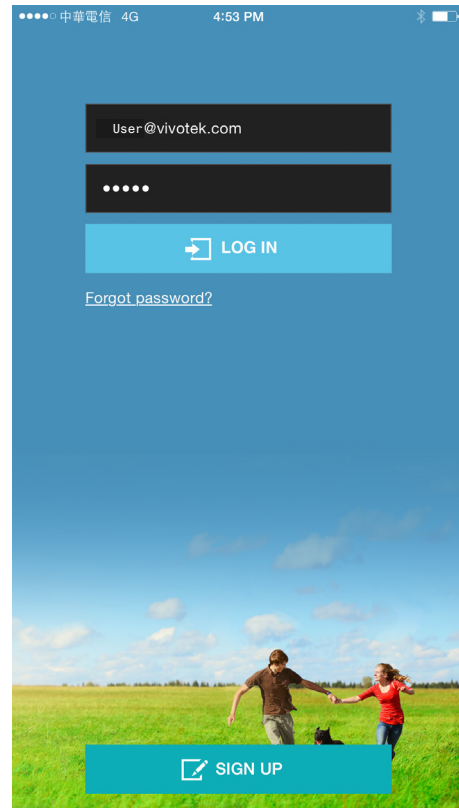 ●●●●○ 中華電信 4G 4:53 PM
User@vivotek.com
●●●●●
LOG IN
Forgot password?
SIGN UP